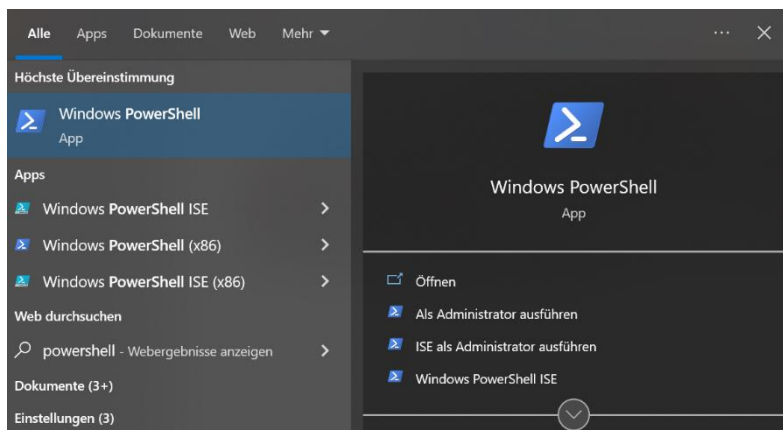 Alle Apps Dokumente Web Mehr
Höchste Übereinstimmung
Windows PowerShell
App
Apps
Windows PowerShell ISE
Windows PowerShell (x86)
Windows PowerShell ISE (x86)
Web durchsuchen
powershell - Webergebnisse anzeigen
Dokumente (3+)
Einstellungen (3)
Windows PowerShell
App
Öffnen
Als Administrator ausführen
ISE als Administrator ausführen
Windows PowerShell ISE